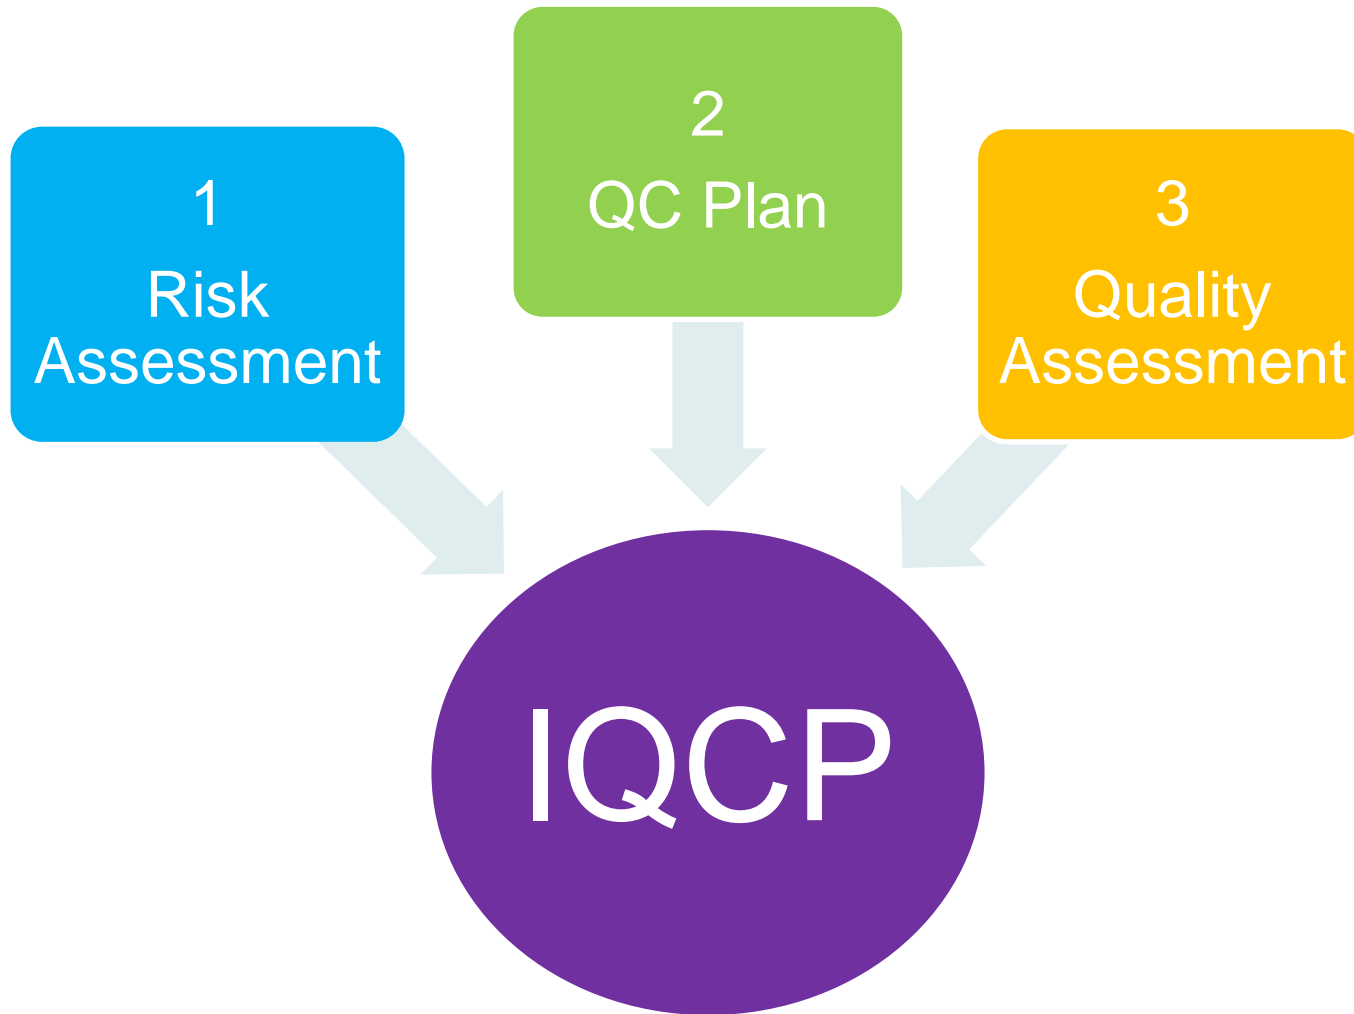 1
Risk
Assessment
2
QC Plan
3
Quality
Assessment
IQCP